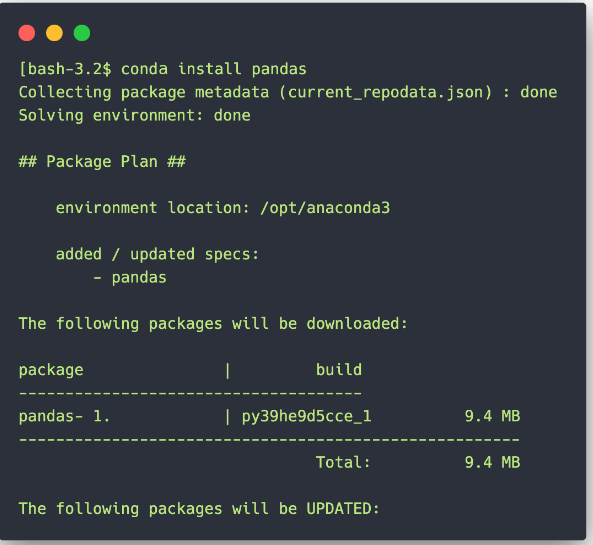 [bash-3.2$ conda install pandas
Collecting package metadata (current_repodata.json) : done
Solving environment: done
## Package Plan ##
environment location: /opt/anaconda3
added / updated specs:
- pandas
The following packages will be downloaded:
package | build
-------------------------------------
pandas- 1. | py39he9d5cce_1 9.4 MB
------------------------------------------------------
Total: 9.4 MB
The following packages will be UPDATED: